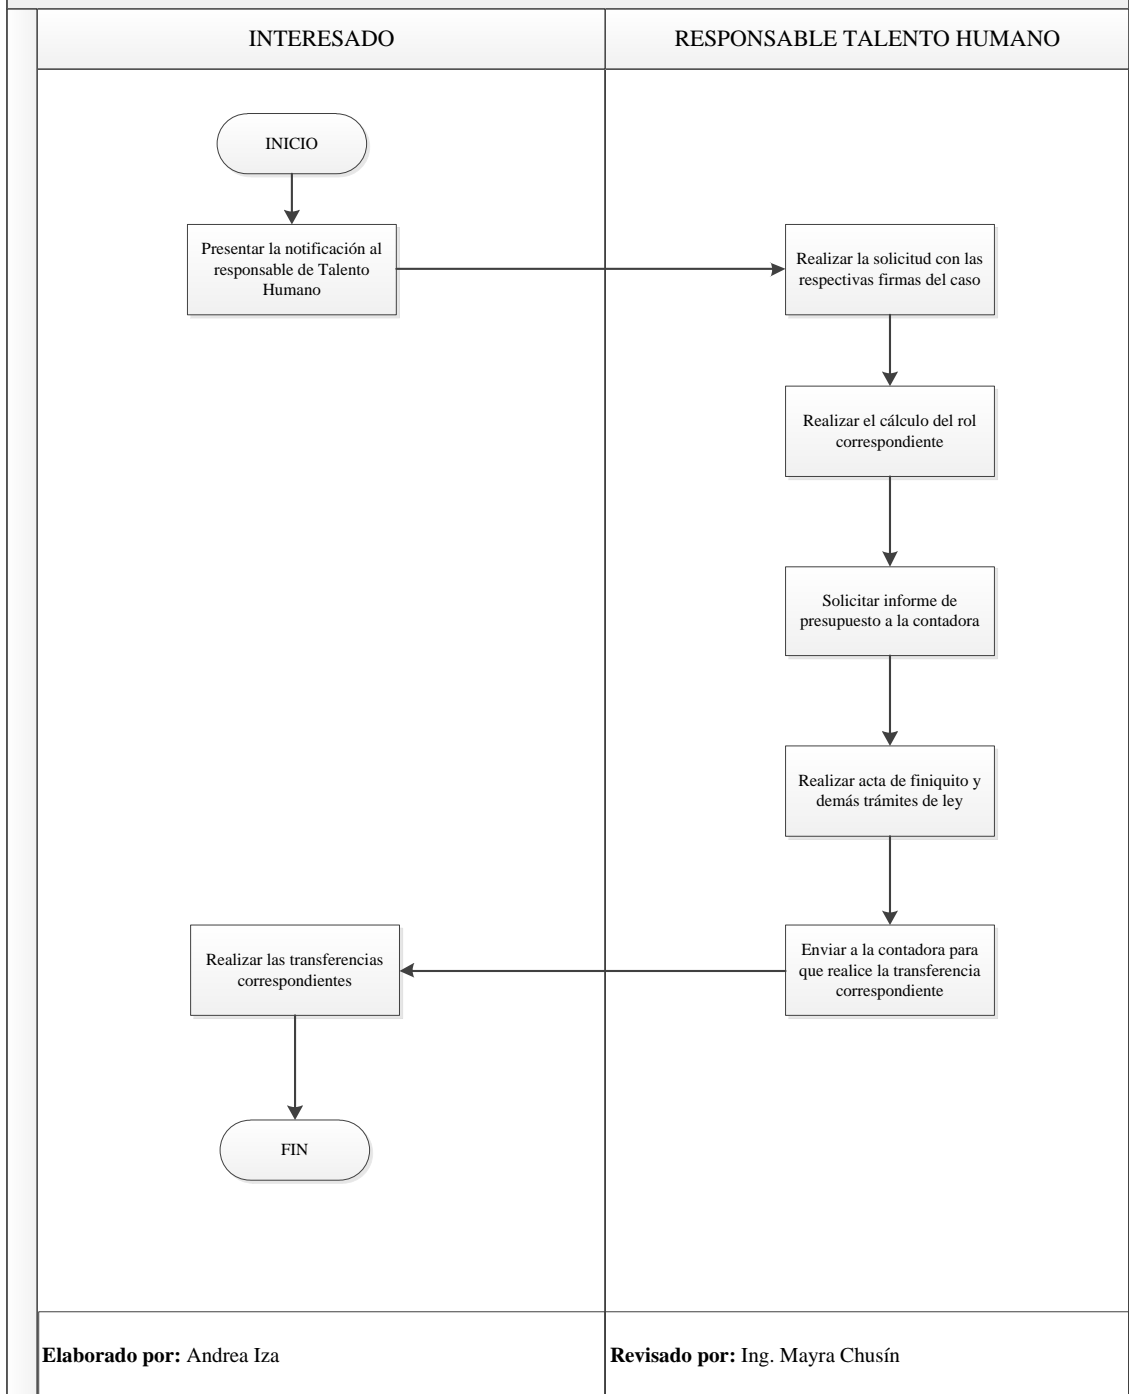 INTERESADO
RESPONSABLE TALENTO HUMANO
INICIO
Presentar la notificación al
responsable de Talento
Humano
Realizar la solicitud con las
respectivas firmas del caso
Realizar el cálculo del rol
correspondiente
Solicitar informe de
presupuesto a la contadora
Realizar acta de finiquito y
demás trámites de ley
Enviar a la contadora para
que realice la transferencia
correspondiente
Realizar las transferencias
correspondientes
FIN
Elaborado por: Andrea Iza
Revisado por: Ing. Mayra Chusín